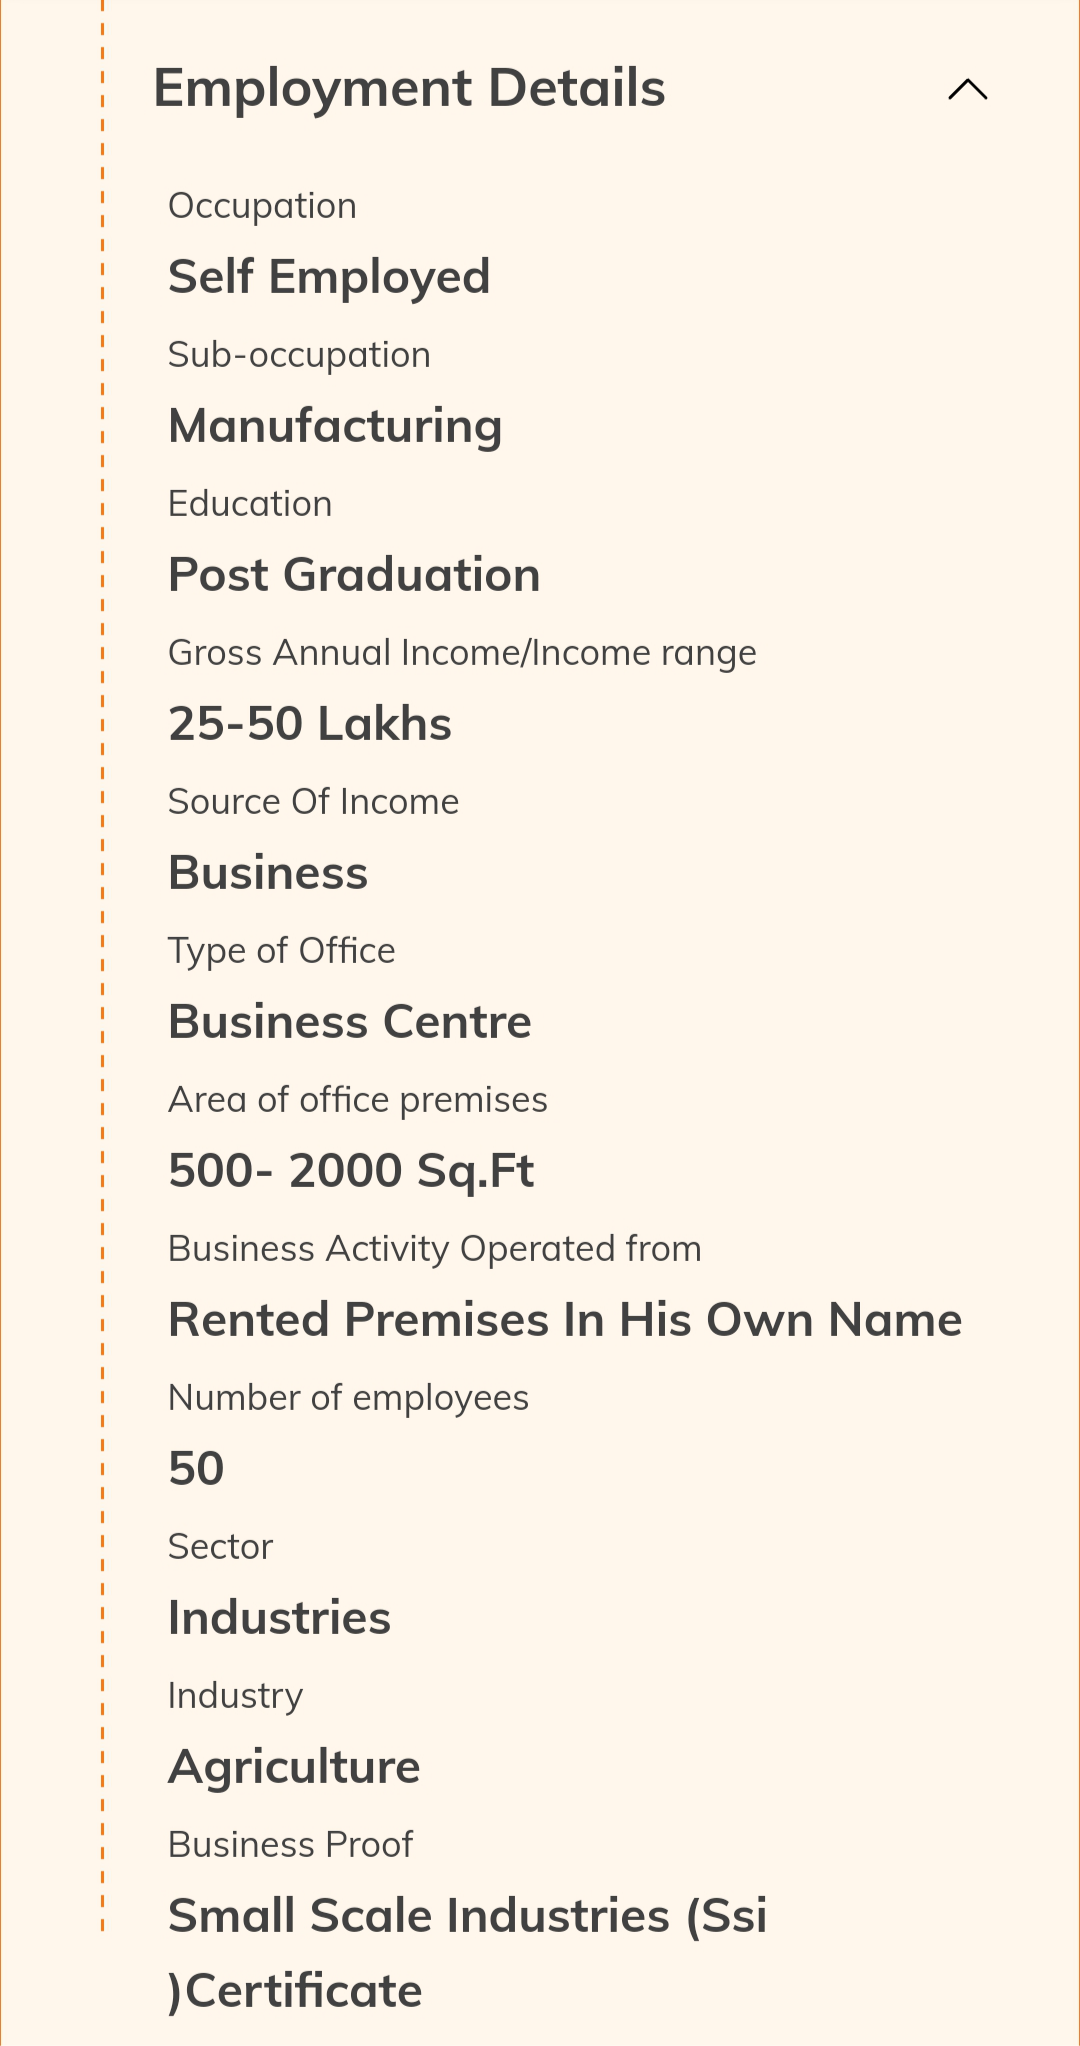 Employment Details
Occupation
Self Employed
Sub-occupation
Manufacturing
Education
Post Graduation
Gross Annual Income/Income range
25-50 Lakhs
Source Of Income
Business
Type of Office
Business Centre
Area of office premises
500- 2000 Sq.Ft
Business Activity Operated from
Rented Premises In His Own Name
Number of employees
50
Sector
Industries
Industry
Agriculture
Business Proof
Small Scale Industries (Ssi
)Certificate